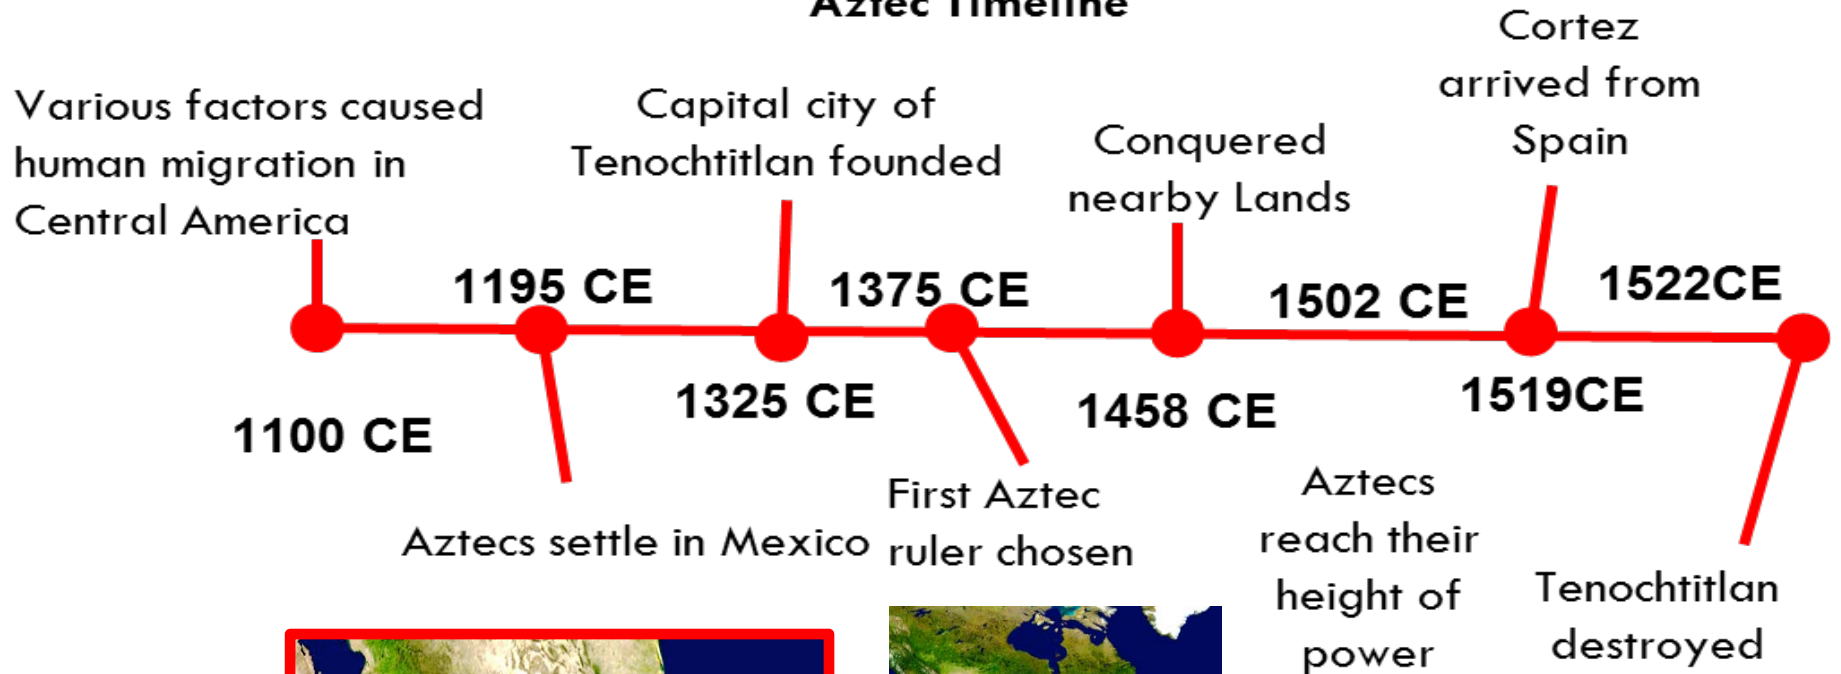 Aztec Timeline
Various factors caused
human migration in
Central America
1100 CE
1195 CE
Aztecs settle in Mexico
Capital city of
Tenochtitlan founded
1325 CE
1375 CE
First Aztec
ruler chosen
Conquered
nearby Lands
1458 CE
1502 CE
Aztecs
reach their
height of
power
Cortez
arrived from
Spain
1519CE
1522CE
Tenochtitlan
destroyed